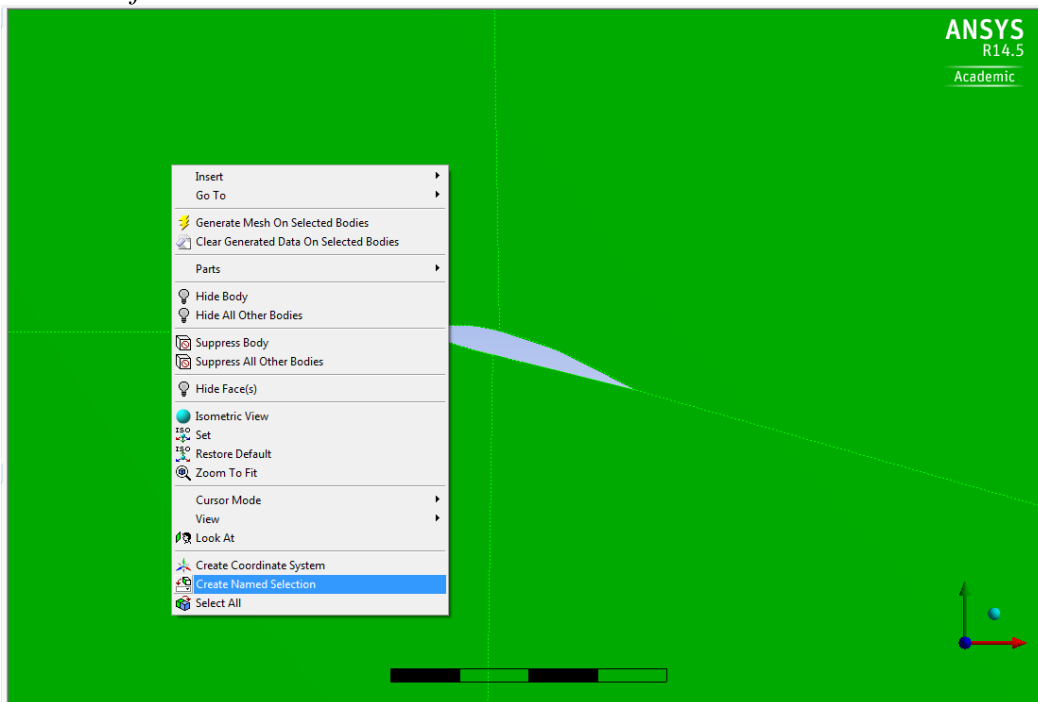 ANSYS
R14.5
Academic
Insert
Go To
Generate Mesh On Selected Bodies
Clear Generated Data On Selected Bodies
Parts
Hide Body
Hide All Other Bodies
Suppress Body
Suppress All Other Bodies
Hide Face(s)
Isometric View
ISO Set
ISO Restore Default
Zoom To Fit
Cursor Mode
View
Look At
Create Coordinate System
Create Named Selection
Select All